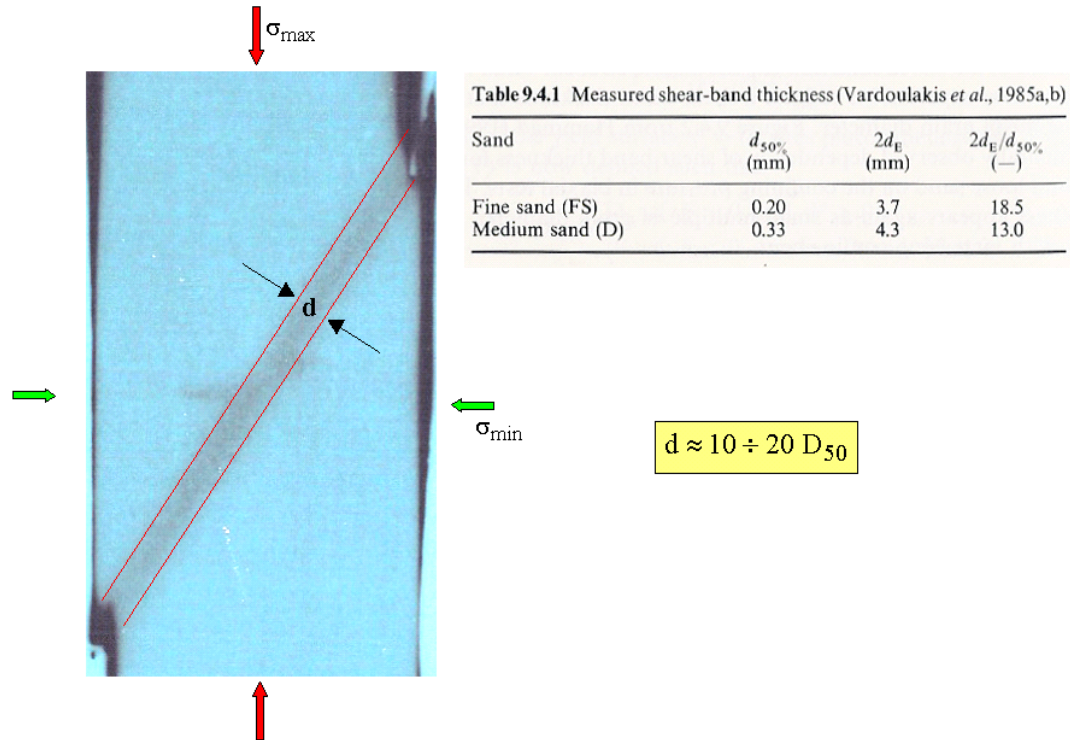 σmax
Table 9.4.1 Measured shear-band thickness (Vardoulakis et al., 1985a,b)
Sand d50% 2dE 2dE/d50%
(mm) (mm) (—)
Fine sand (FS) 0.20 3.7 18.5
Medium sand (D) 0.33 4.3 13.0
d
σmin
d ≈ 10 ÷ 20 D50